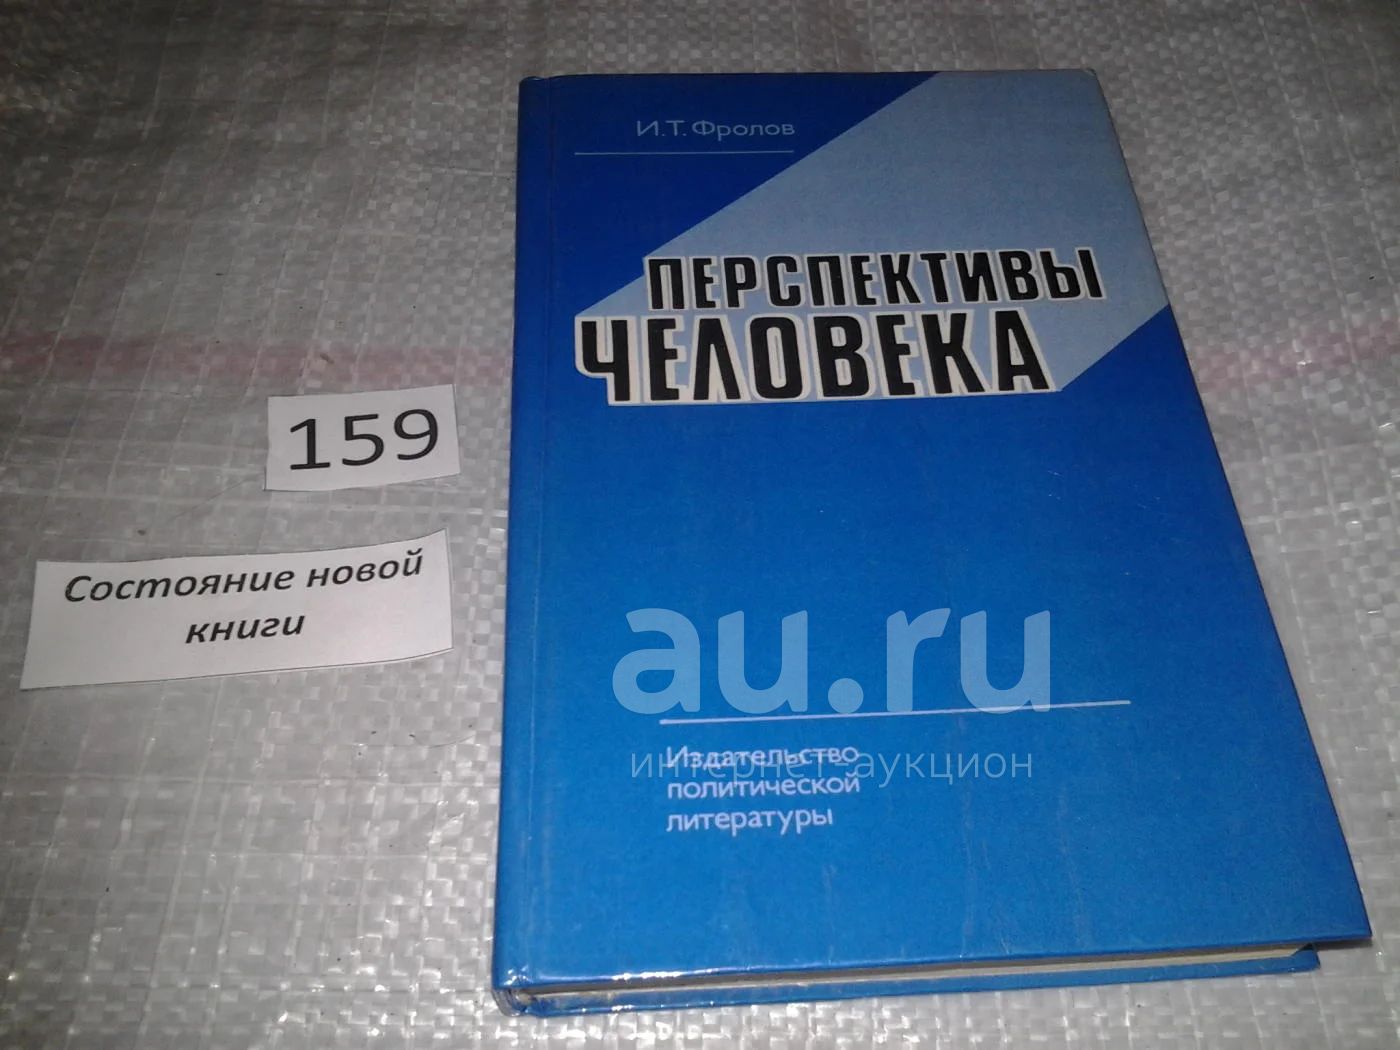 И.Т. Фролов
ПЕРСПЕКТИВЫ
ЧЕЛОВЕКА
159
Состояние новой
книги
au.ru
интернет-аукцион
Издательство
политической
литературы